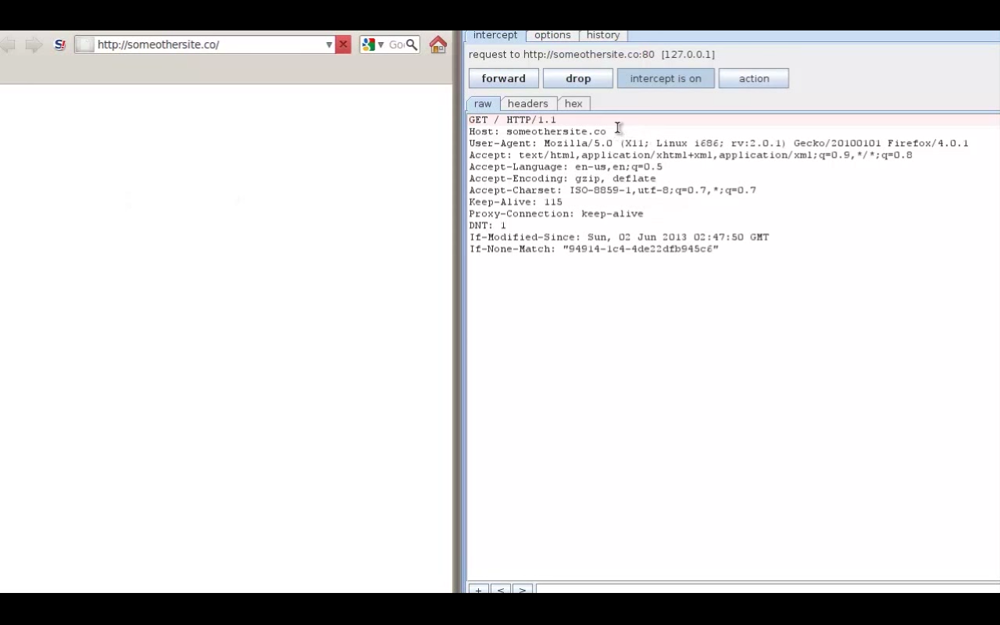 intercept options history
http://someothersite.co/ Go
request to http://someothersite.co:80 [127.0.0.1]
forward drop intercept is on action
raw headers hex
GET / HTTP/1.1
Host: someothersite.co
User-Agent: Mozilla/5.0 (X11; Linux i686; rv:2.0.1) Gecko/20100101 Firefox/4.0.1
Accept: text/html,application/xhtml+xml,application/xml;q=0.9,*/*;q=0.8
Accept-Language: en-us,en;q=0.5
Accept-Encoding: gzip, deflate
Accept-Charset: ISO-8859-1,utf-8;q=0.7,*;q=0.7
Keep-Alive: 115
Proxy-Connection: keep-alive
DNT: 1
If-Modified-Since: Sun, 02 Jun 2013 02:47:50 GMT
If-None-Match: "94914-1c4-4de22dfb945c6"
+ < >